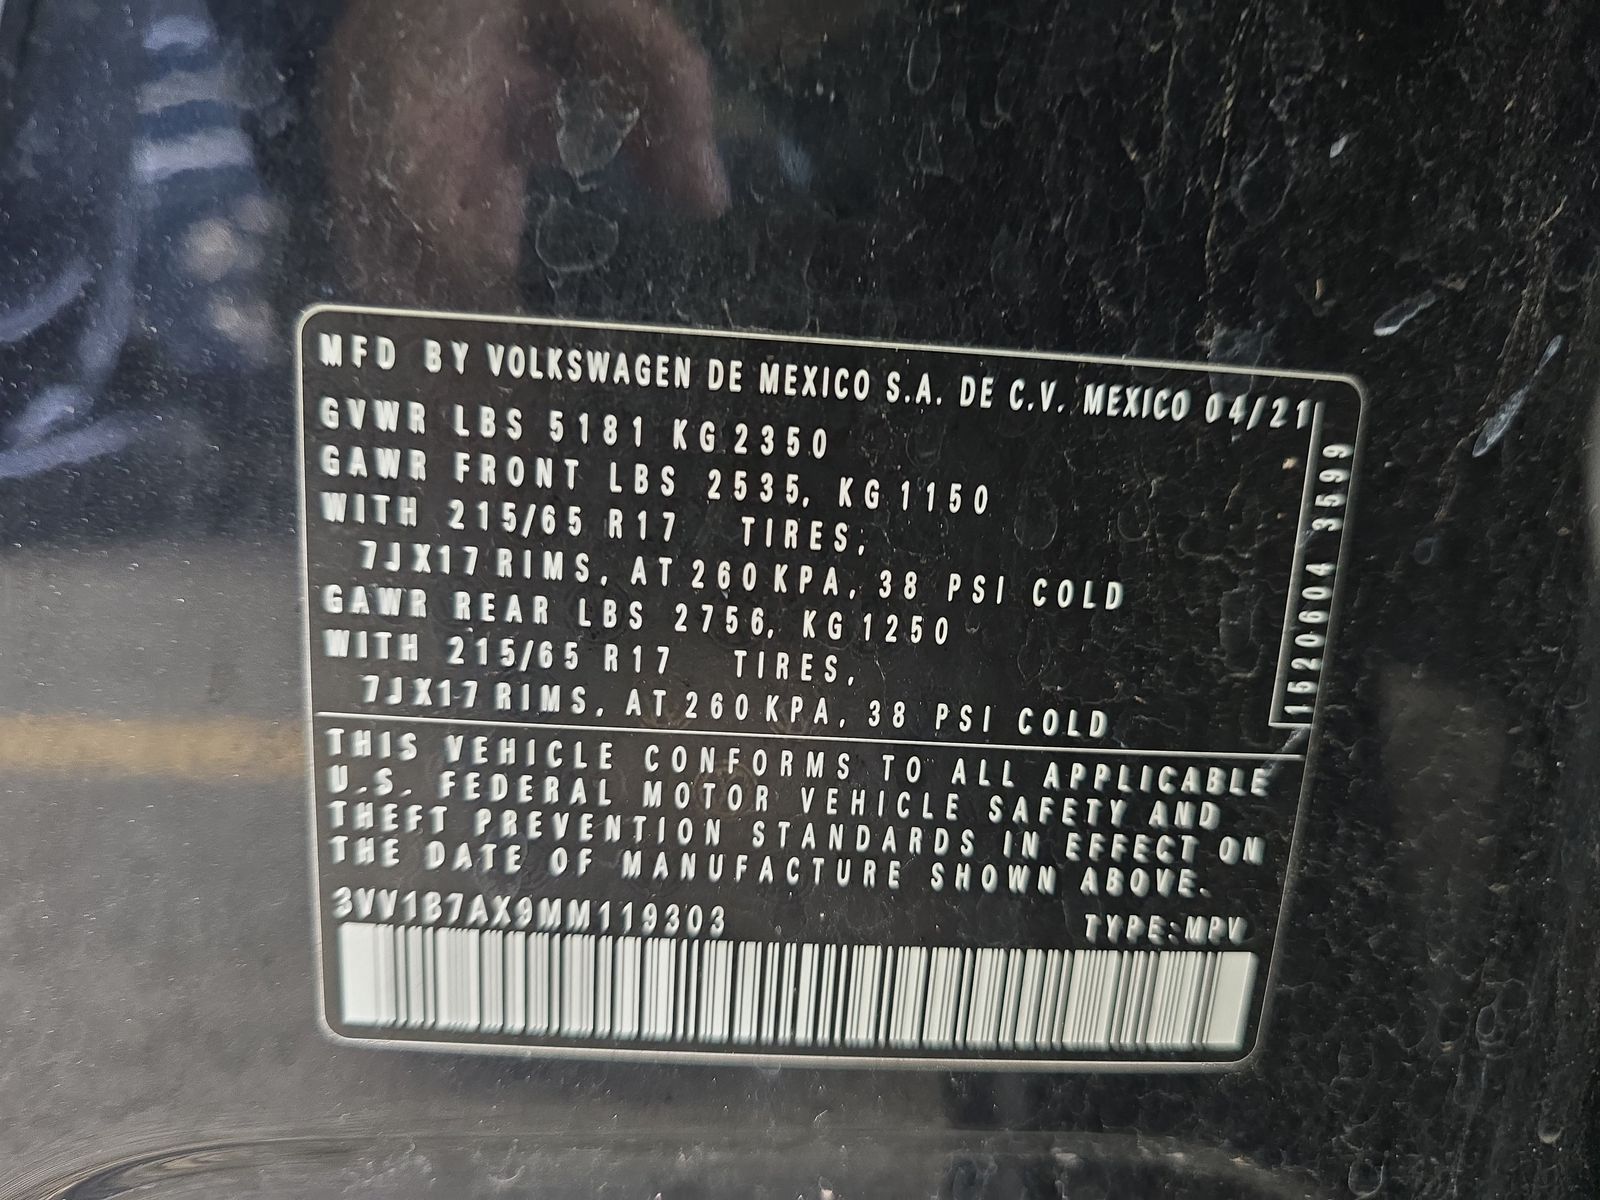 MFD BY VOLKSWAGEN DE MEXICO S.A. DE C.V. MEXICO 04/21
GVWR LBS 5181 KG 2350
GAWR FRONT LBS 2535, KG 1150
WITH 215/65 R17 TIRES,
7JX17 RIMS, AT 260 KPA, 38 PSI COLD
GAWR REAR LBS 2756, KG 1250
WITH 215/65 R17 TIRES,
7JX17 RIMS, AT 260 KPA, 38 PSI COLD
1520604 3599
THIS VEHICLE CONFORMS TO ALL APPLICABLE
U.S. FEDERAL MOTOR VEHICLE SAFETY AND
THEFT PREVENTION STANDARDS IN EFFECT ON
THE DATE OF MANUFACTURE SHOWN ABOVE.
3VV1B7AX9MM119303 TYPE:MPV